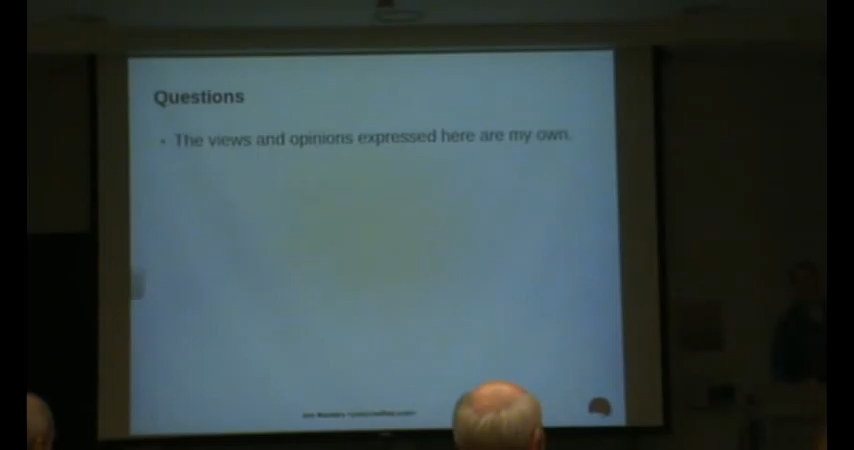 Questions
• The views and opinions expressed here are my own.